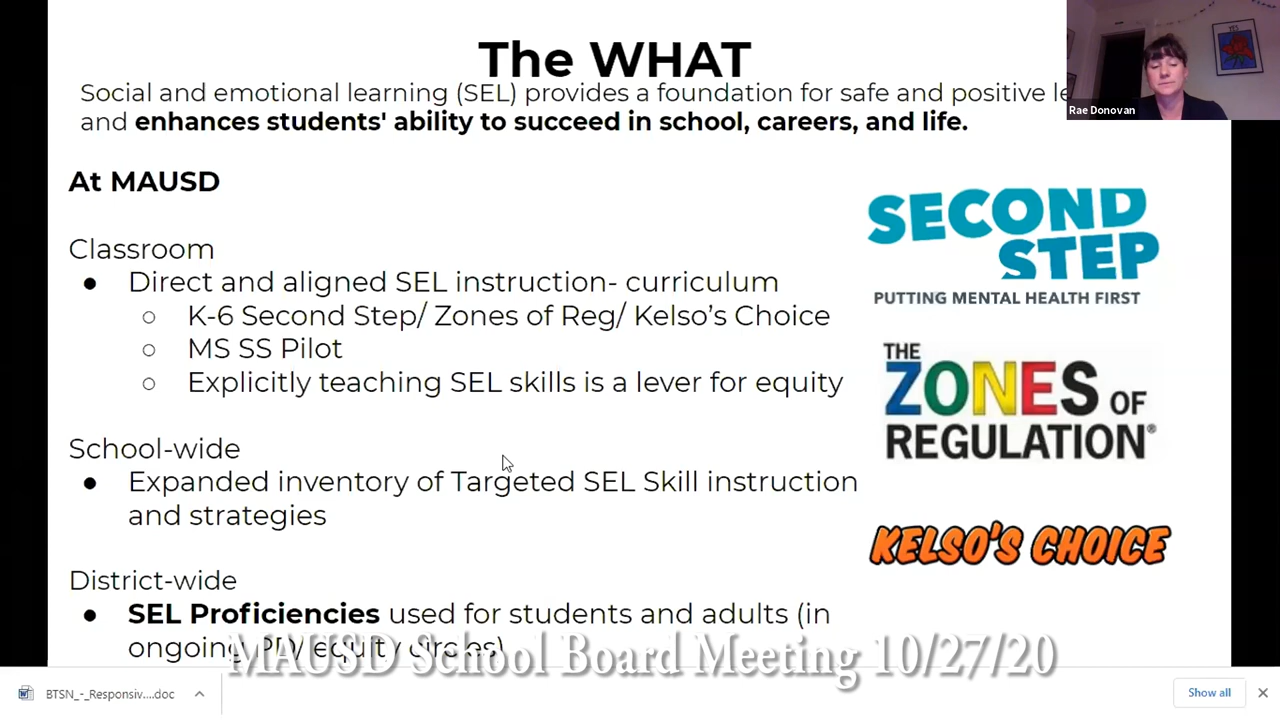 The WHAT
Social and emotional learning (SEL) provides a foundation for safe and positive le
and enhances students' ability to succeed in school, careers, and life.
Rae Donovan
At MAUSD
Classroom
● Direct and aligned SEL instruction- curriculum
○ K-6 Second Step/ Zones of Reg/ Kelso's Choice
○ MS SS Pilot
○ Explicitly teaching SEL skills is a lever for equity
School-wide
● Expanded inventory of Targeted SEL Skill instruction
and strategies
District-wide
● SEL Proficiencies used for students and adults (in
ongoing PD/ equity circles)
SECOND
STEP
PUTTING MENTAL HEALTH FIRST
THE
ZONES OF
REGULATION®
KELSO'S CHOICE
MAUSD School Board Meeting 10/27/20
BTSN_-_Responsiv....doc
Show all